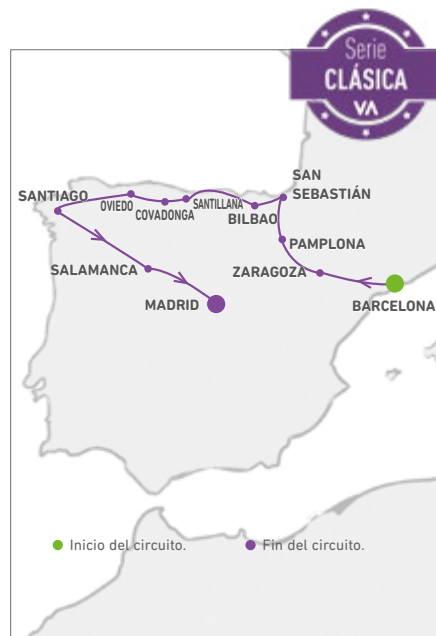 Serie
CLÁSICA
VA
SAN
SEBASTIÁN
SANTIAGO
OVIEDO
COVADONGA
SANTILLANA
BILBAO
PAMPLONA
SALAMANCA
ZARAGOZA
MADRID
BARCELONA
Inicio del circuito.
Fin del circuito.